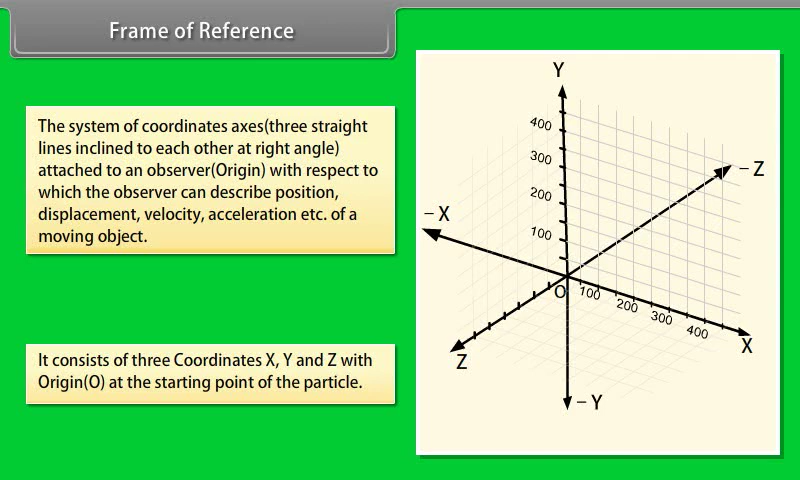 Frame of Reference
The system of coordinates axes(three straight
lines inclined to each other at right angle)
attached to an observer(Origin) with respect to
which the observer can describe position,
displacement, velocity, acceleration etc. of a
moving object.
It consists of three Coordinates X, Y and Z with
Origin(O) at the starting point of the particle.
Y
400
300
200
100
– Z
– X
O
100
200
300
400
X
Z
– Y